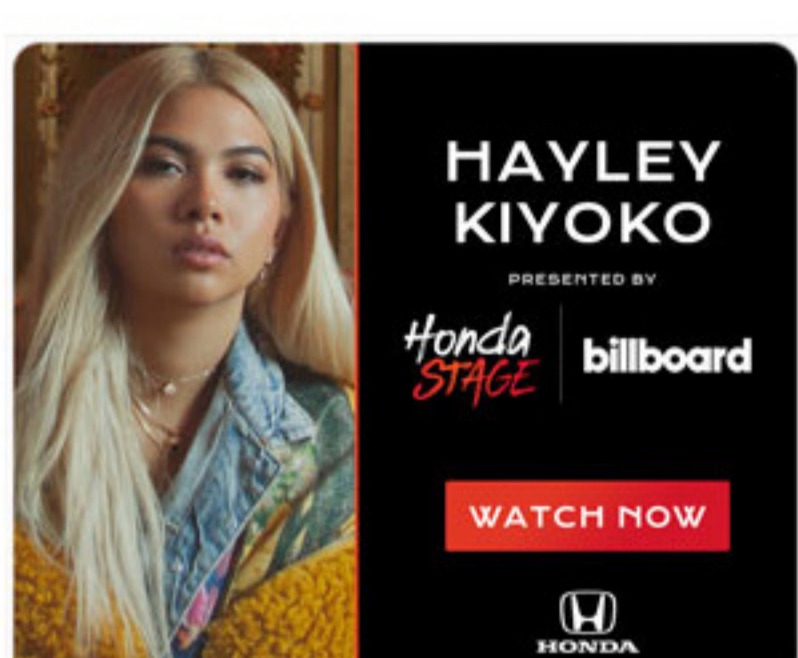 HAYLEY
KIYOKO
PRESENTED BY
Honda
STAGE
billboard
WATCH NOW
HONDA